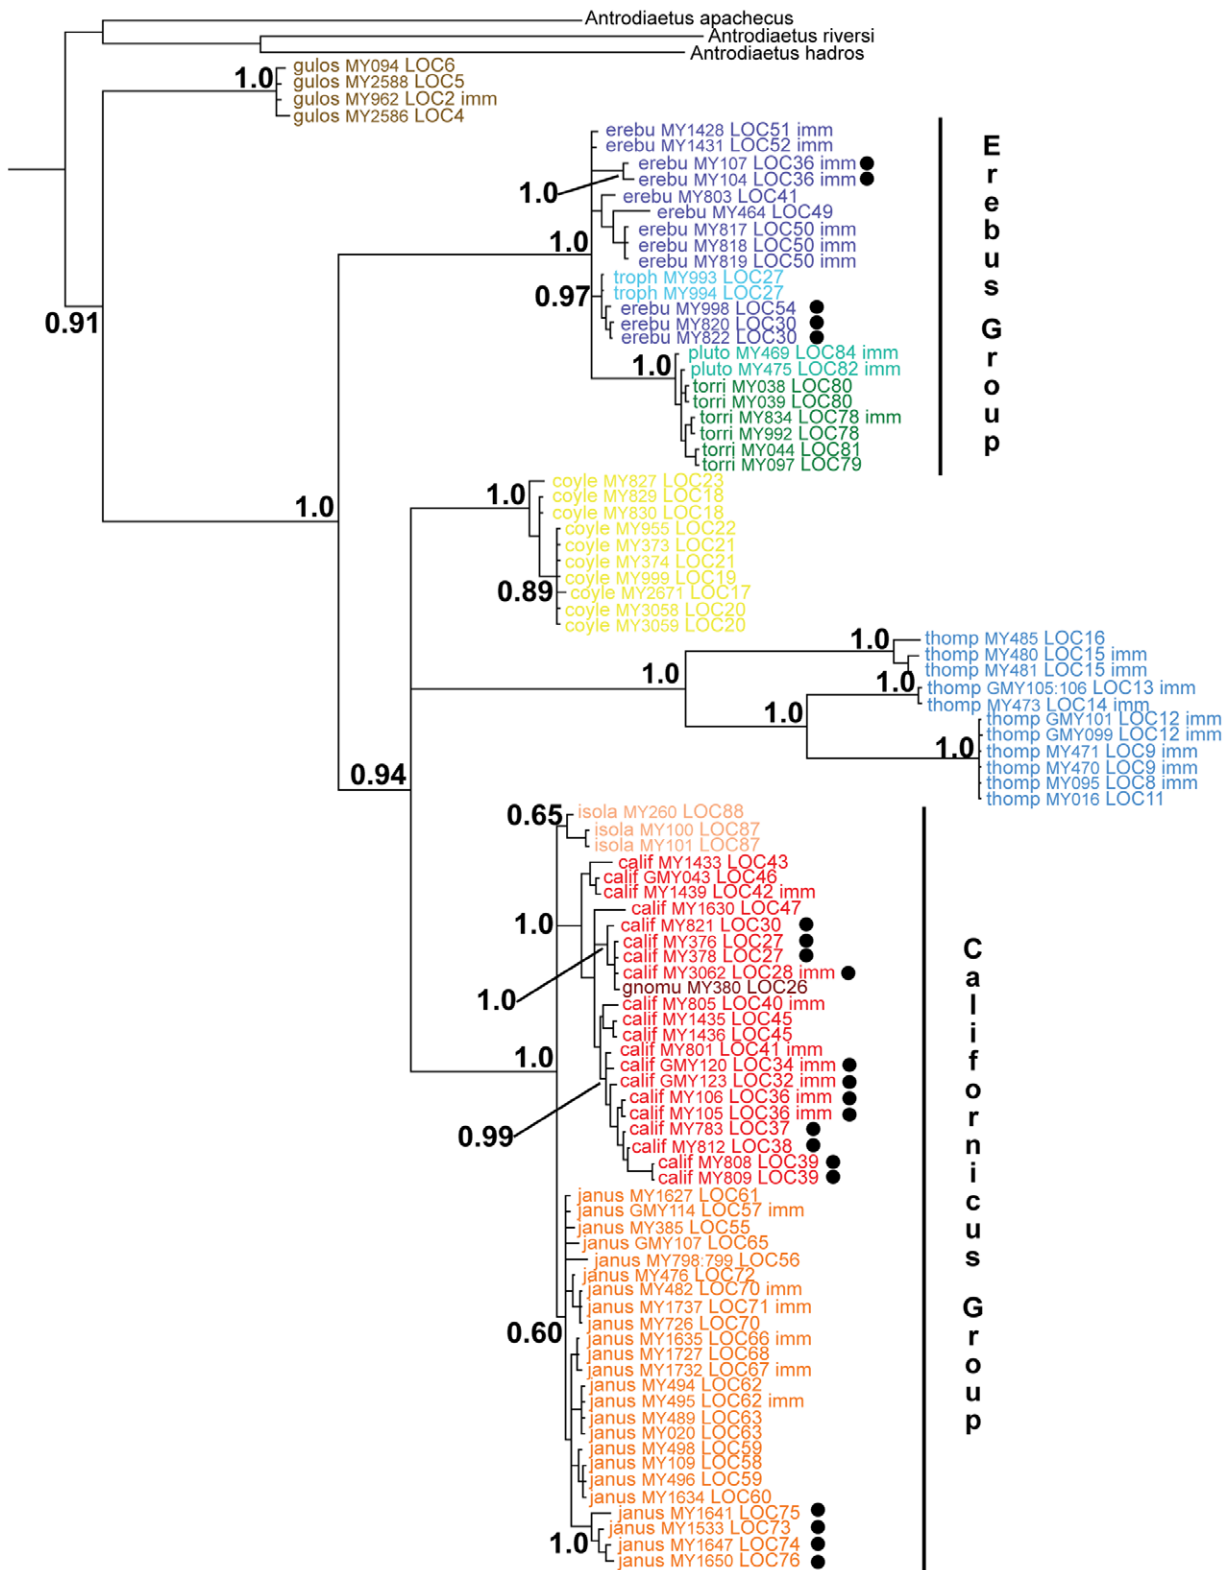 Antrodiaetus apachecus
Antrodiaetus riversi
Antrodiaetus hadros
gulos MY094 LOC6
1.0
gulos MY2588 LOC5
gulos MY962 LOC2 imm
gulos MY2586 LOC4
erebu MY1428 LOC51 imm
erebu MY1431 LOC52 imm
erebu MY107 LOC36 imm
erebu MY104 LOC36 imm
1.0
erebu MY803 LOC41
erebu MY464 LOC49
erebu MY817 LOC50 imm
1.0
erebu MY818 LOC50 imm
erebu MY819 LOC50 imm
troph MY993 LOC27
0.97
troph MY994 LOC27
erebu MY998 LOC54
0.91
erebu MY820 LOC30
erebu MY822 LOC30
pluto MY469 LOC84 imm
1.0
pluto MY475 LOC82 imm
torri MY038 LOC80
torri MY039 LOC80
torri MY834 LOC78 imm
torri MY992 LOC78
torri MY044 LOC81
torri MY097 LOC79
Erebus Group
coyle MY827 LOC23
1.0
coyle MY829 LOC18
1.0
coyle MY830 LOC18
coyle MY955 LOC22
coyle MY373 LOC21
coyle MY374 LOC21
coyle MY999 LOC19
0.89
coyle MY2671 LOC17
coyle MY3058 LOC20
coyle MY3059 LOC20
1.0
thomp MY485 LOC16
thomp MY480 LOC15 imm
1.0
thomp MY481 LOC15 imm
1.0
thomp GMY105:106 LOC13 imm
thomp MY473 LOC14 imm
1.0
thomp GMY101 LOC12 imm
thomp GMY099 LOC12 imm
1.0
thomp MY471 LOC9 imm
thomp MY470 LOC9 imm
0.94
thomp MY095 LOC8 imm
thomp MY016 LOC11
0.65
isola MY260 LOC88
isola MY100 LOC87
isola MY101 LOC87
calif MY1433 LOC43
calif GMY043 LOC46
calif MY1439 LOC42 imm
calif MY1630 LOC47
1.0
calif MY821 LOC30
calif MY376 LOC27
calif MY378 LOC27
calif MY3062 LOC28 imm
gnomu MY380 LOC26
1.0
calif MY805 LOC40 imm
calif MY1435 LOC45
calif MY1436 LOC45
calif MY801 LOC41 imm
1.0
calif GMY120 LOC34 imm
calif GMY123 LOC32 imm
calif MY106 LOC36 imm
calif MY105 LOC36 imm
calif MY783 LOC37
0.99
calif MY812 LOC38
calif MY808 LOC39
calif MY809 LOC39
janus MY1627 LOC61
janus GMY114 LOC57 imm
janus MY385 LOC55
janus GMY107 LOC65
janus MY798:799 LOC56
janus MY476 LOC72
janus MY482 LOC70 imm
janus MY1737 LOC71 imm
janus MY726 LOC70
0.60
janus MY1635 LOC66 imm
janus MY1727 LOC68
janus MY1732 LOC67 imm
janus MY494 LOC62
janus MY495 LOC62 imm
janus MY489 LOC63
janus MY020 LOC63
janus MY498 LOC59
janus MY109 LOC58
janus MY496 LOC59
janus MY1634 LOC60
janus MY1641 LOC75
janus MY1533 LOC73
1.0
janus MY1647 LOC74
janus MY1650 LOC76
Californicus Group